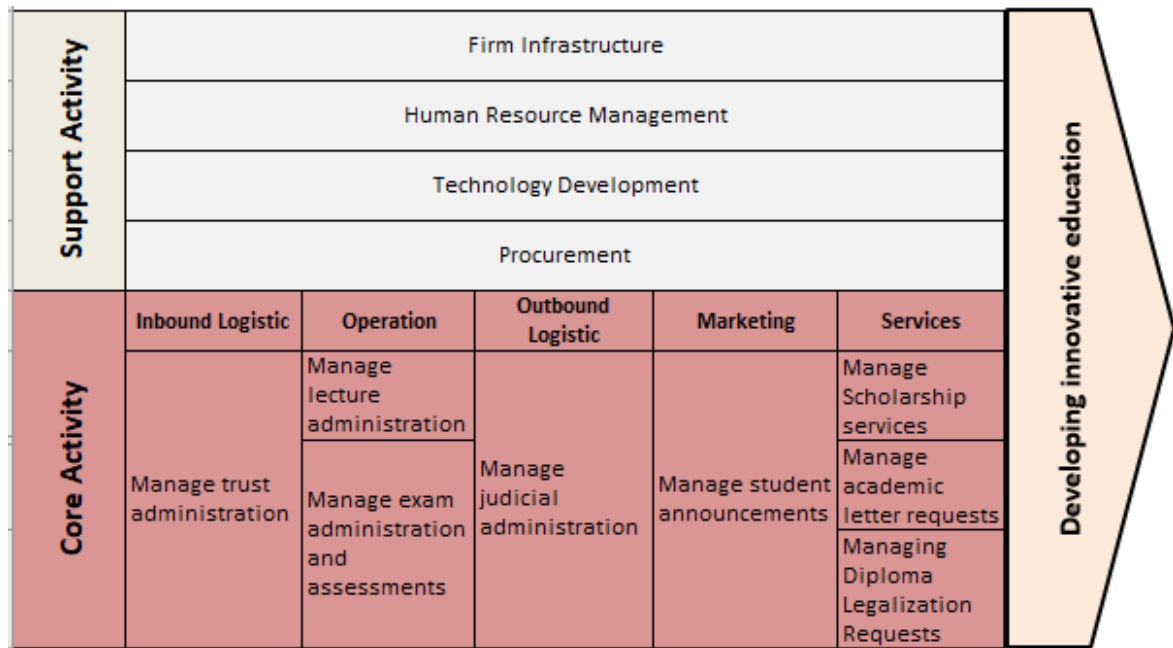 Support Activity
Firm Infrastructure
Human Resource Management
Technology Development
Procurement
Core Activity
Inbound Logistic
Operation
Outbound
Logistic
Marketing
Services
Manage trust
administration
Manage
lecture
administration
Manage exam
administration
and
assessments
Manage
judicial
administration
Manage student
announcements
Manage
Scholarship
services
Manage
academic
letter requests
Managing
Diploma
Legalization
Requests
Developing innovative education